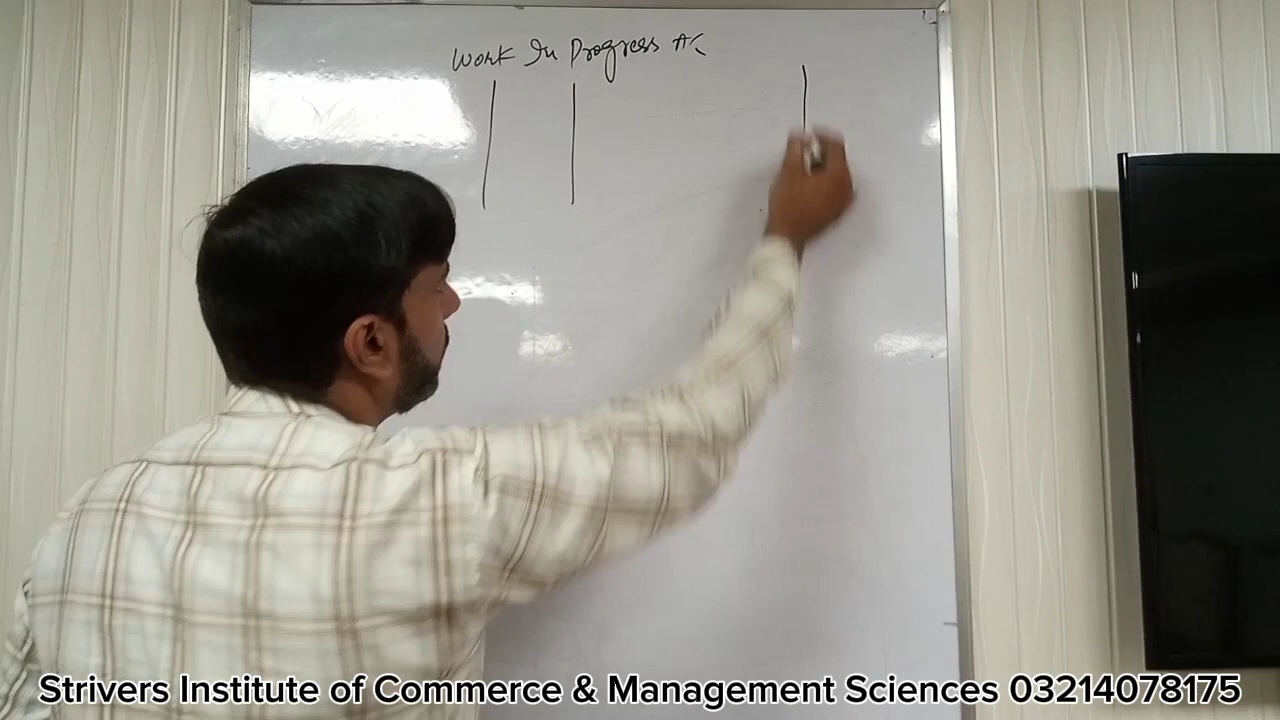 Work In Progress A/c
Strivers Institute of Commerce & Management Sciences 03214078175